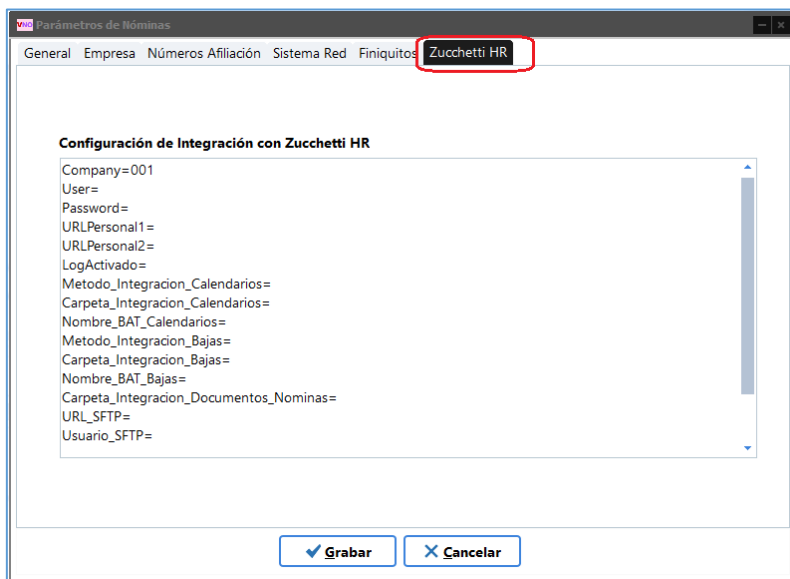 VNO Parámetros de Nóminas
General Empresa Números Afiliación Sistema Red Finiquitos Zucchetti HR
Configuración de Integración con Zucchetti HR
Company=001
User=
Password=
URLPersonal1=
URLPersonal2=
LogActivado=
Metodo_Integracion_Calendarios=
Carpeta_Integracion_Calendarios=
Nombre_BAT_Calendarios=
Metodo_Integracion_Bajas=
Carpeta_Integracion_Bajas=
Nombre_BAT_Bajas=
Carpeta_Integracion_Documentos_Nominas=
URL_SFTP=
Usuario_SFTP=
Grabar Cancelar